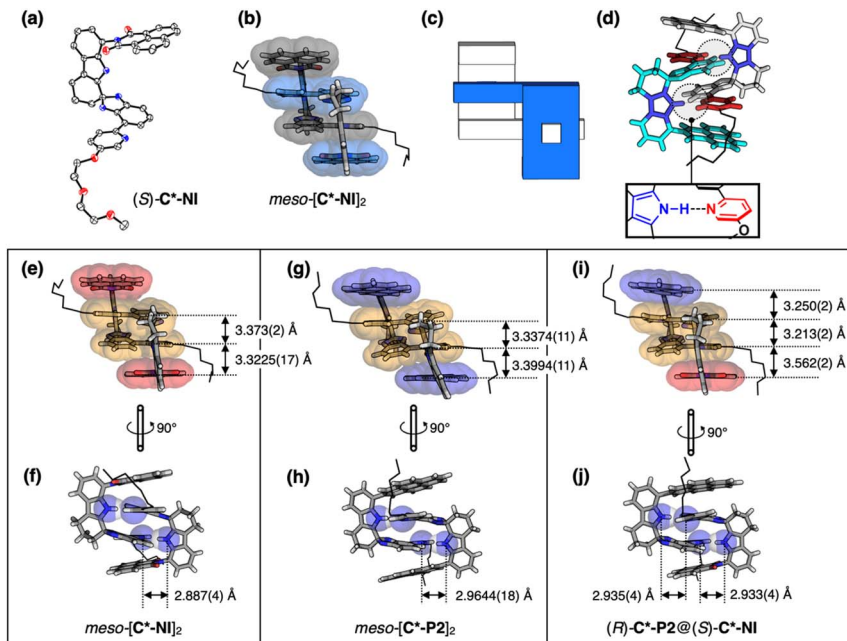 (a)
(b)
(c)
(d)
(S)-C*-NI
meso-[C*-NI]₂
N-H---N
O
(e)
(g)
(i)
3.373(2) Å
3.3225(17) Å
3.3374(11) Å
3.3994(11) Å
3.250(2) Å
3.213(2) Å
3.562(2) Å
90°
90°
90°
(f)
(h)
(j)
2.887(4) Å
2.9644(18) Å
2.935(4) Å
2.933(4) Å
meso-[C*-NI]₂
meso-[C*-P2]₂
(R)-C*-P2@(S)-C*-NI